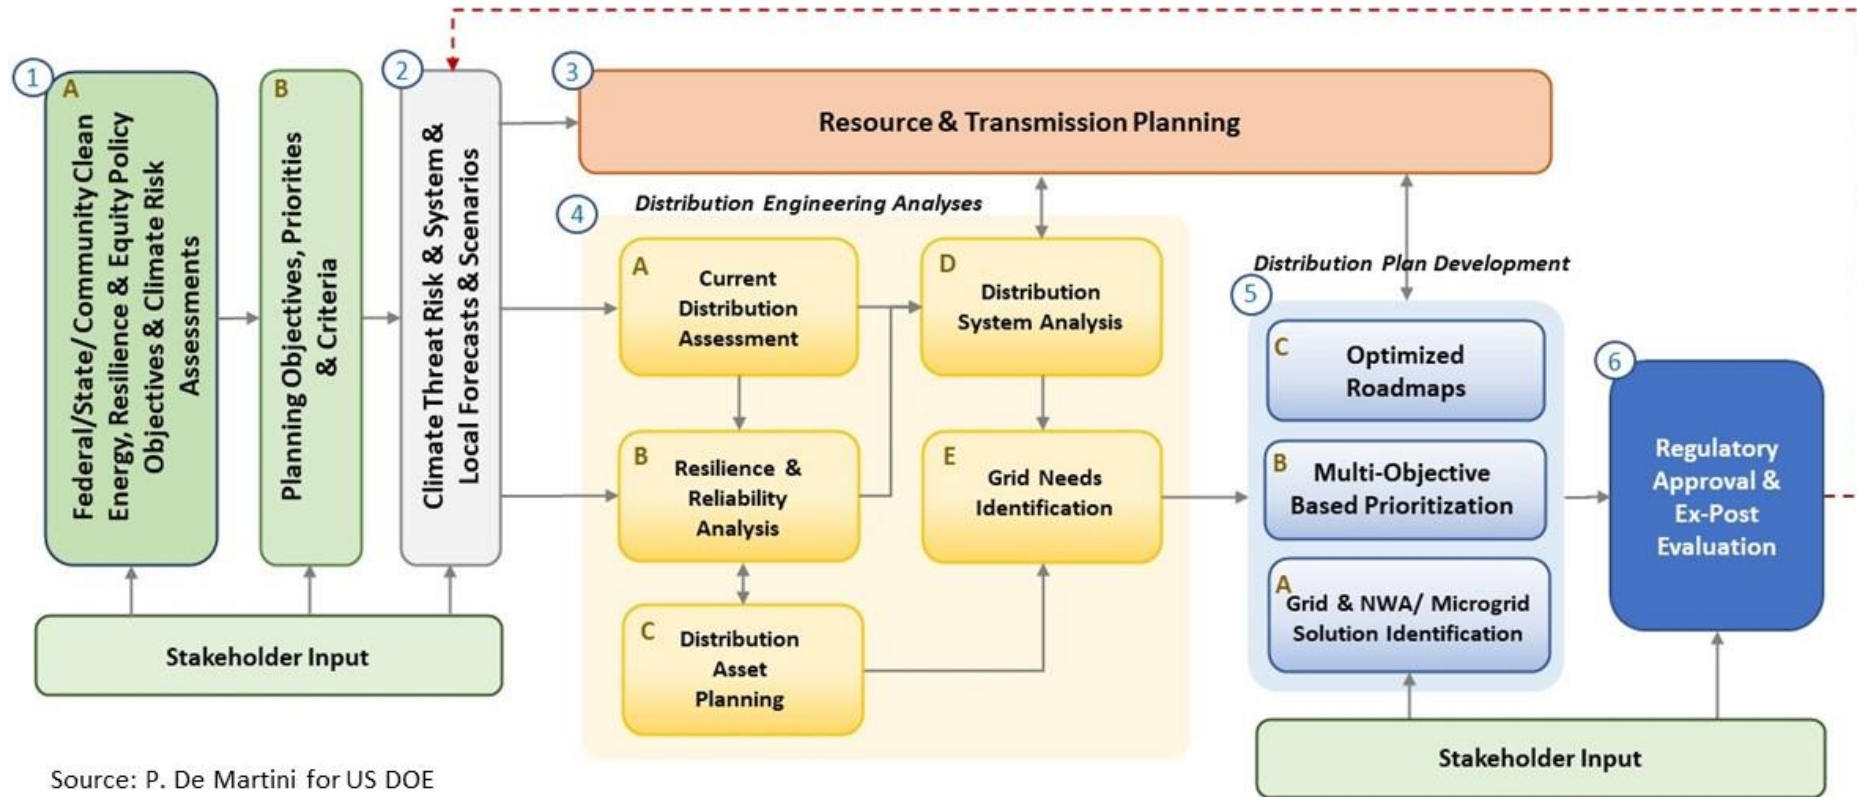 1
A
Federal/State/ Community Clean
Energy, Resilience & Equity Policy
Objectives & Climate Risk
Assessments
B
Planning Objectives, Priorities
& Criteria
2
Climate Threat Risk & System &
Local Forecasts & Scenarios
Stakeholder Input
3
Resource & Transmission Planning
4
Distribution Engineering Analyses
A
Current
Distribution
Assessment
B
Resilience &
Reliability
Analysis
C
Distribution
Asset
Planning
D
Distribution
System Analysis
E
Grid Needs
Identification
Distribution Plan Development
5
C
Optimized
Roadmaps
B
Multi-Objective
Based Prioritization
A
Grid & NWA/ Microgrid
Solution Identification
6
Regulatory
Approval &
Ex-Post
Evaluation
Stakeholder Input
Source: P. De Martini for US DOE